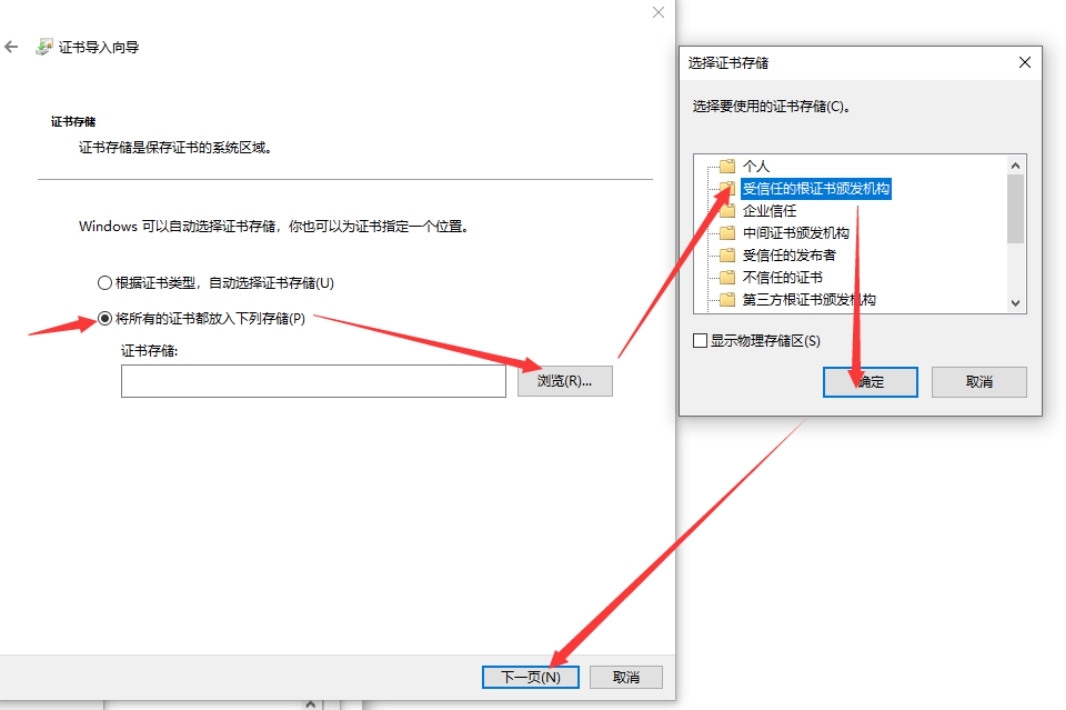 证书导入向导
证书存储
证书存储是保存证书的系统区域。
Windows 可以自动选择证书存储，你也可以为证书指定一个位置。
根据证书类型，自动选择证书存储(U)
将所有的证书都放入下列存储(P)
证书存储:
浏览(R)...
下一页(N)
取消
选择证书存储
选择要使用的证书存储(C)。
个人
受信任的根证书颁发机构
企业信任
中间证书颁发机构
受信任的发布者
不信任的证书
第三方根证书颁发机构
显示物理存储区(S)
确定
取消